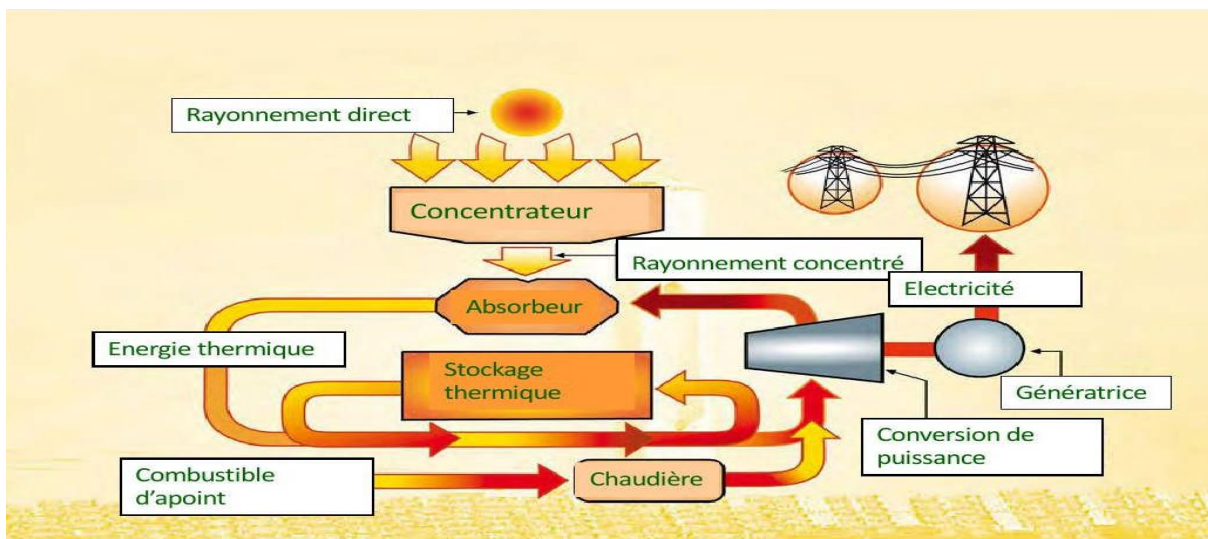 Rayonnement direct
Concentrateur
Rayonnement concentré
Electricité
Absorbeur
Energie thermique
Stockage
thermique
Génératrice
Conversion de
puissance
Combustible
d’apoint
Chaudière